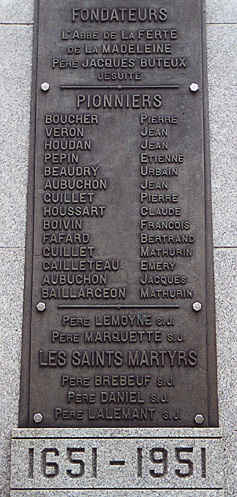 FONDATEURS
L'ABBE DE LA FERTE
DE LA MADELEINE
PERE JACQUES BUTEUX
JESUITE
PIONNIERS
BOUCHER PIERRE
VERON JEAN
HOUDAN JEAN
PEPIN ETIENNE
BEAUDRY URBAIN
AUBUCHON JEAN
GUILLET PIERRE
HOUSSART CLAUDE
BOIVIN FRANCOIS
FAFARD BERTRAND
GUILLET MATHURIN
CAILLETEAU EMERY
AUBUCHON JACQUES
BAILLARGEON MATHURIN
PERE LEMOYNE S.J.
PERE MARQUETTE S.J.
LES SAINTS MARTYRS
PERE BREBEUF S.J.
PERE DANIEL S.J.
PERE LALEMANT S.J.
1651-1951